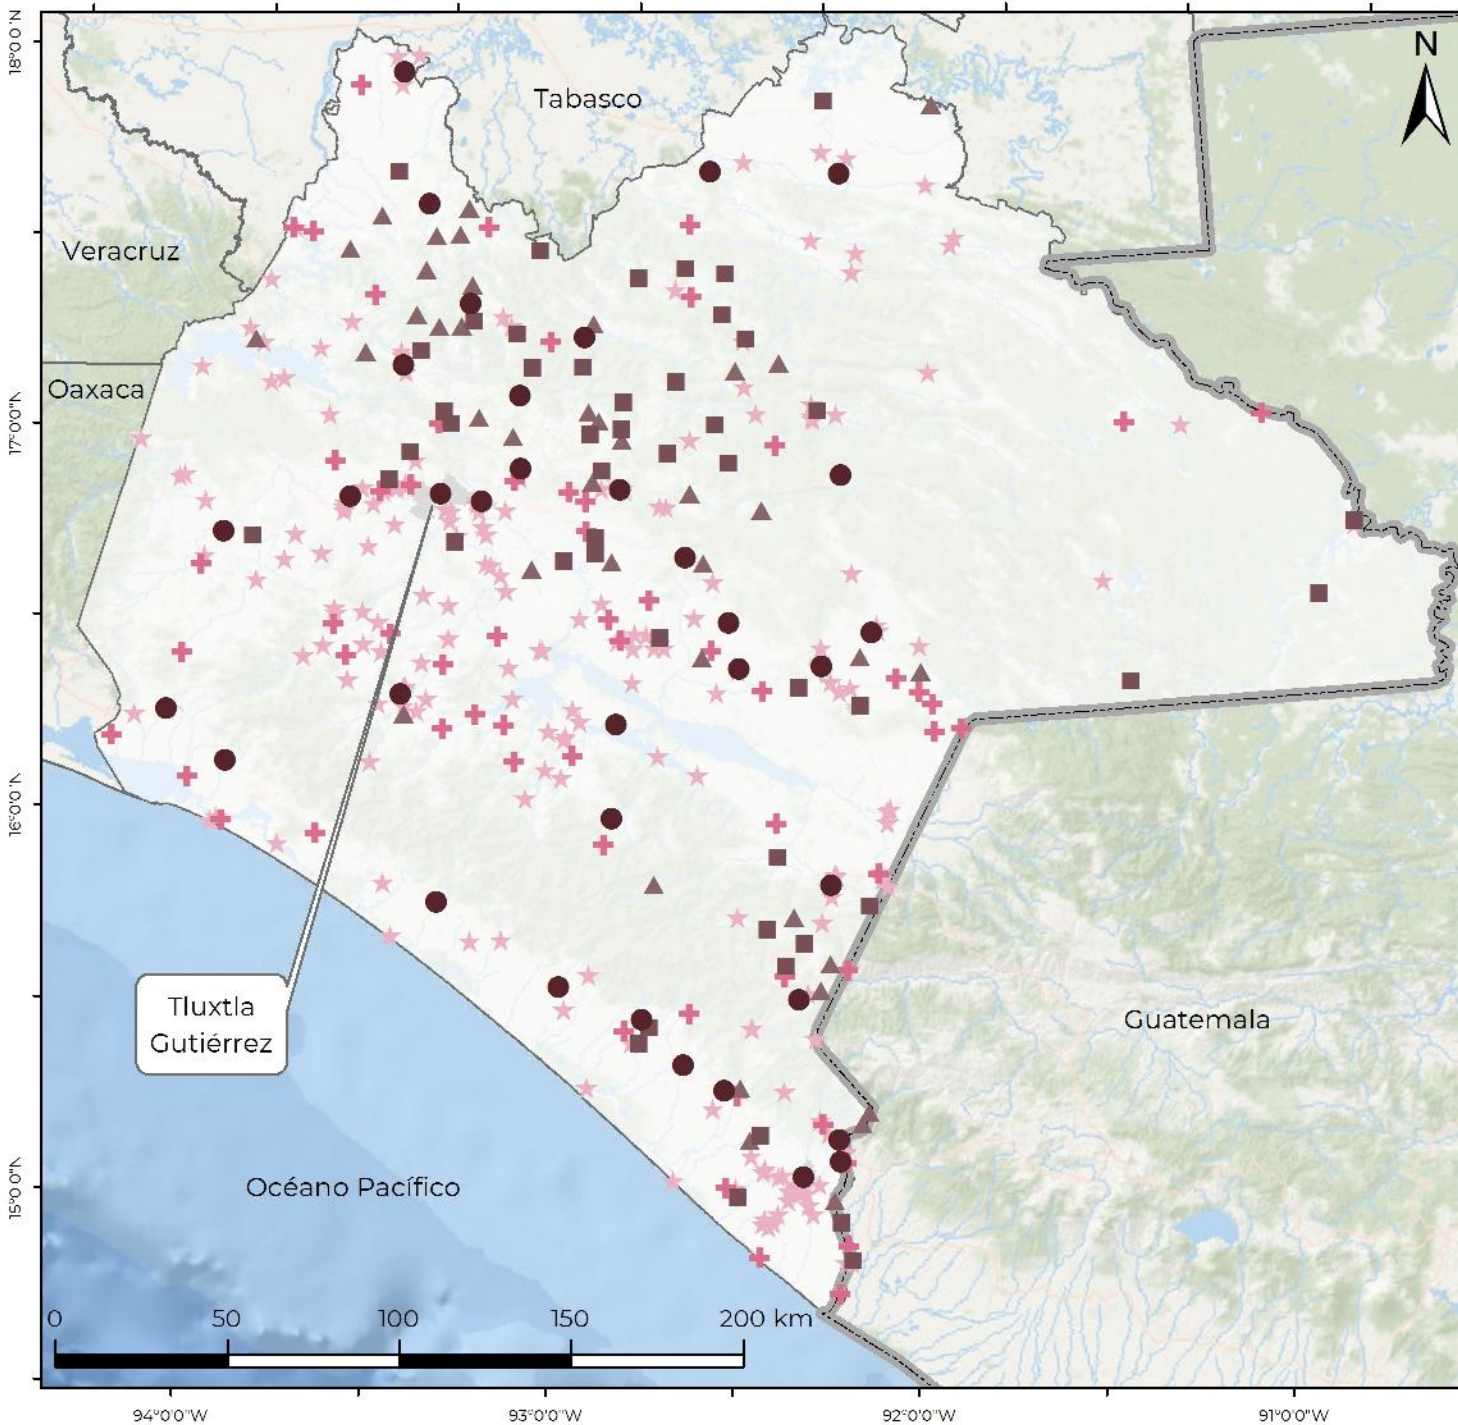 18°0'0"N
N
Tabasco
Veracruz
Oaxaca
17°0'0"N
16°0'0"N
Tluxtla
Gutiérrez
Guatemala
Océano Pacífico
15°0'0"N
0 50 100 150 200 km
94°0'0"W 93°0'0"W 92°0'0"W 91°0'0"W